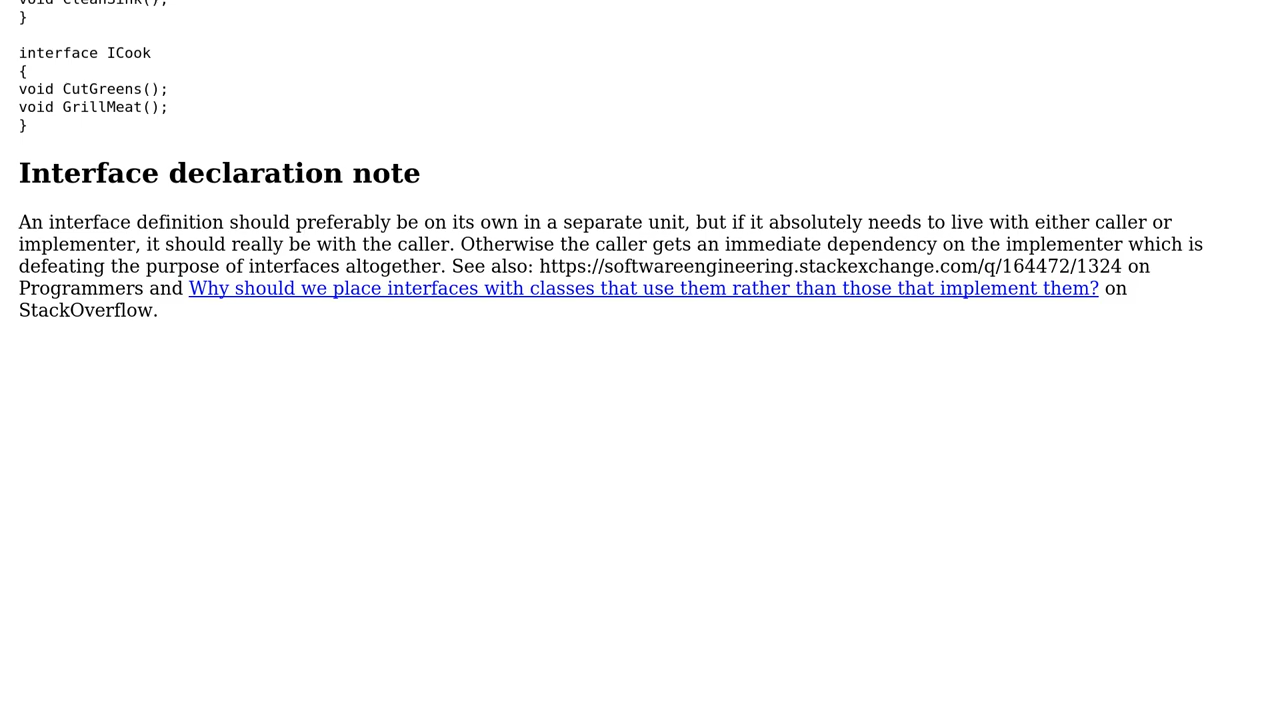 void CleanSink();
}
interface ICook
{
void CutGreens();
void GrillMeat();
}
Interface declaration note
An interface definition should preferably be on its own in a separate unit, but if it absolutely needs to live with either caller or
implementer, it should really be with the caller. Otherwise the caller gets an immediate dependency on the implementer which is
defeating the purpose of interfaces altogether. See also: https://softwareengineering.stackexchange.com/q/164472/1324 on
Programmers and Why should we place interfaces with classes that use them rather than those that implement them? on
StackOverflow.